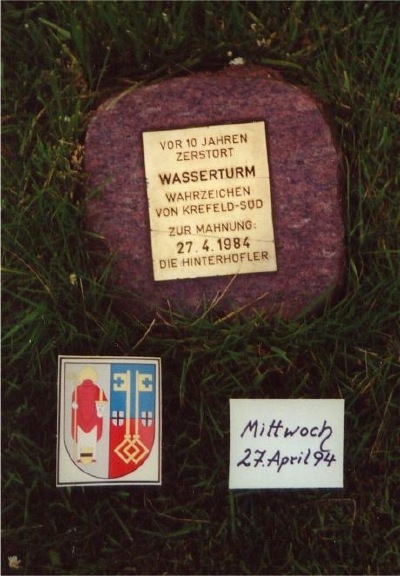 VOR 10 JAHREN
ZERSTÖRT
WASSERTURM
WAHRZEICHEN
VON KREFELD-SÜD
ZUR MAHNUNG:
27.4.1984
DIE HINTERHÖFLER
Mittwoch
27. April 94